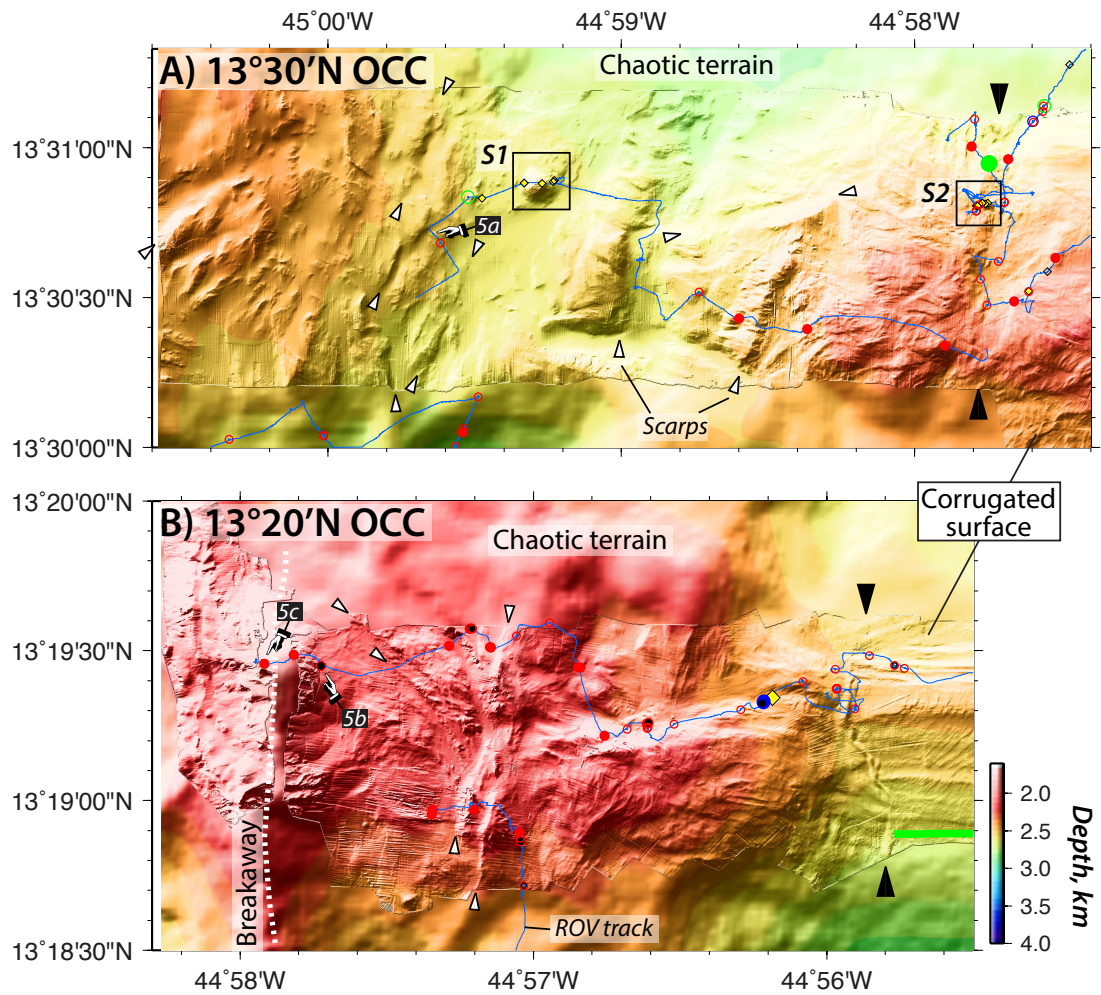 45°00'W 44°59'W 44°58'W
A) 13°30'N OCC
Chaotic terrain
13°31'00"N
S1
S2
5a
13°30'30"N
Scarps
13°30'00"N
13°20'00"N
B) 13°20'N OCC
Chaotic terrain
Corrugated
surface
5c
13°19'30"N
5b
13°19'00"N
Breakaway
ROV track
13°18'30"N
2.0
2.5
3.0
3.5
4.0
Depth, km
44°58'W 44°57'W 44°56'W